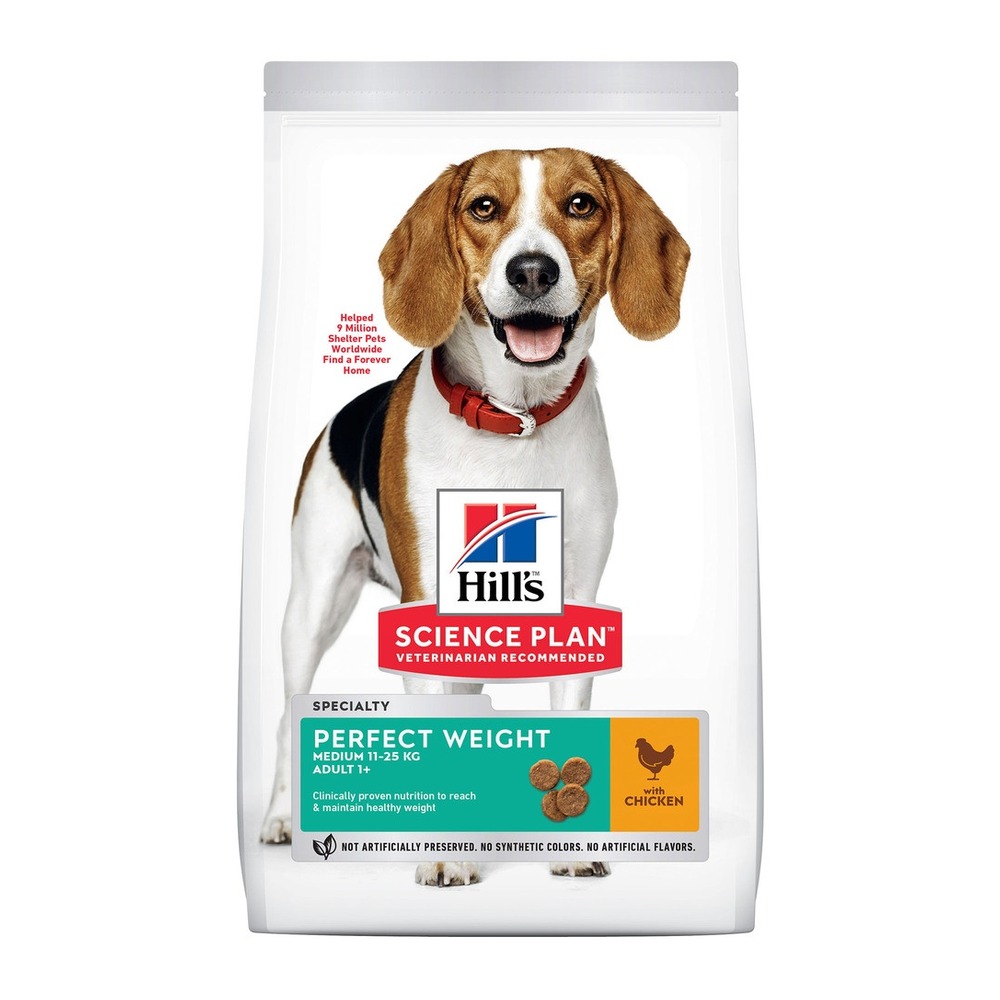 Helped
9 Million
Shelter Pets
Worldwide
Find a Forever
Home
Hill's™
SCIENCE PLAN™
VETERINARIAN RECOMMENDED
SPECIALTY
PERFECT WEIGHT
MEDIUM 11-25 KG
ADULT 1+
Clinically proven nutrition to reach
& maintain healthy weight
with
CHICKEN
NOT ARTIFICIALLY PRESERVED. NO SYNTHETIC COLORS. NO ARTIFICIAL FLAVORS.